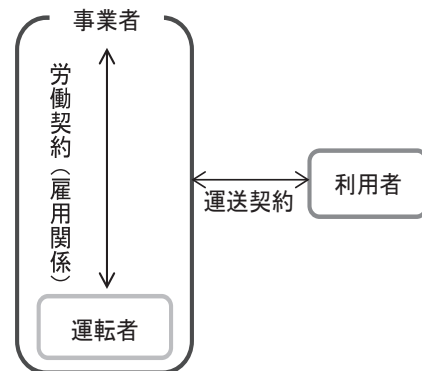 事業者
労働契約（雇用関係）
運送契約
利用者
運転者